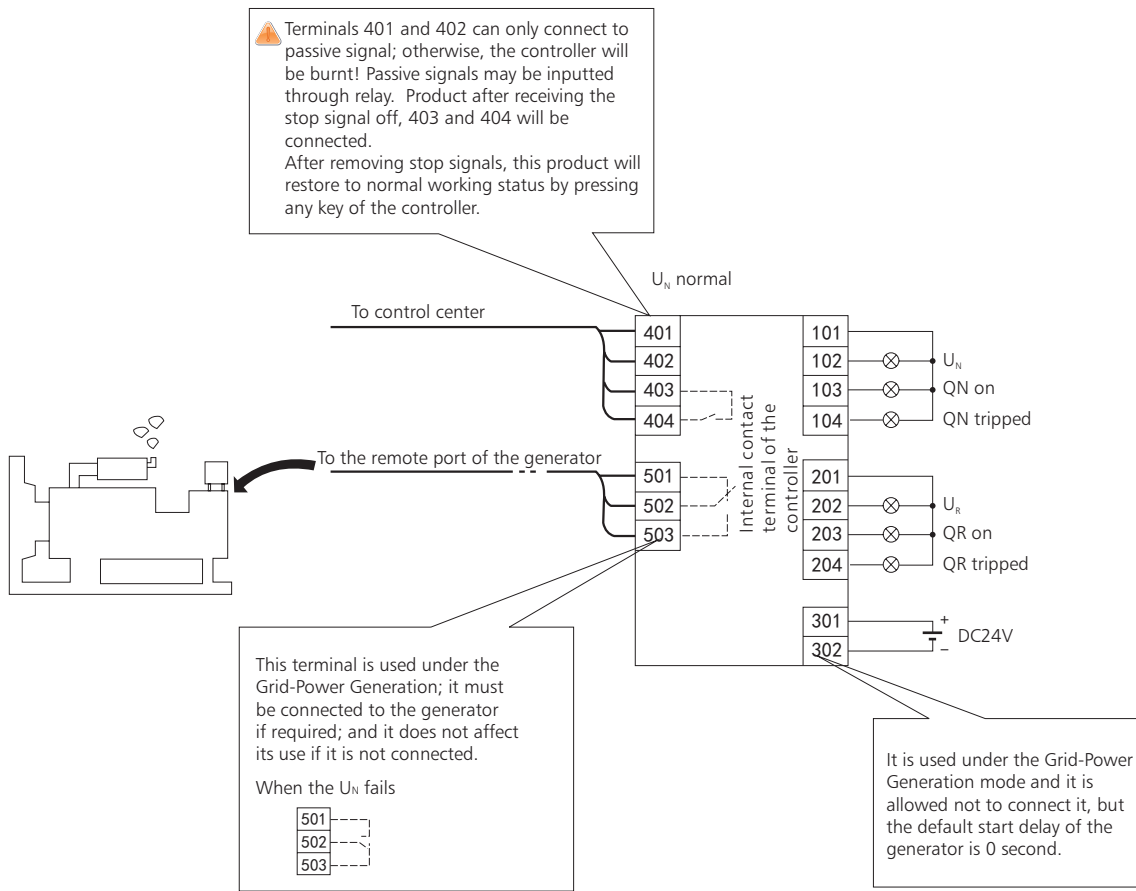 Terminals 401 and 402 can only connect to
passive signal; otherwise, the controller will
be burnt! Passive signals may be inputted
through relay. Product after receiving the
stop signal off, 403 and 404 will be
connected.
After removing stop signals, this product will
restore to normal working status by pressing
any key of the controller.
U_N normal
To control center
401
402
403
404
To the remote port of the generator
501
502
503
Internal contact
terminal of the
controller
101
102 U_N
103 QN on
104 QN tripped
201
202 U_R
203 QR on
204 QR tripped
301 +
DC24V
302 −
This terminal is used under the
Grid-Power Generation; it must
be connected to the generator
if required; and it does not affect
its use if it is not connected.
When the U_N fails
501
502
503
It is used under the Grid-Power
Generation mode and it is
allowed not to connect it, but
the default start delay of the
generator is 0 second.